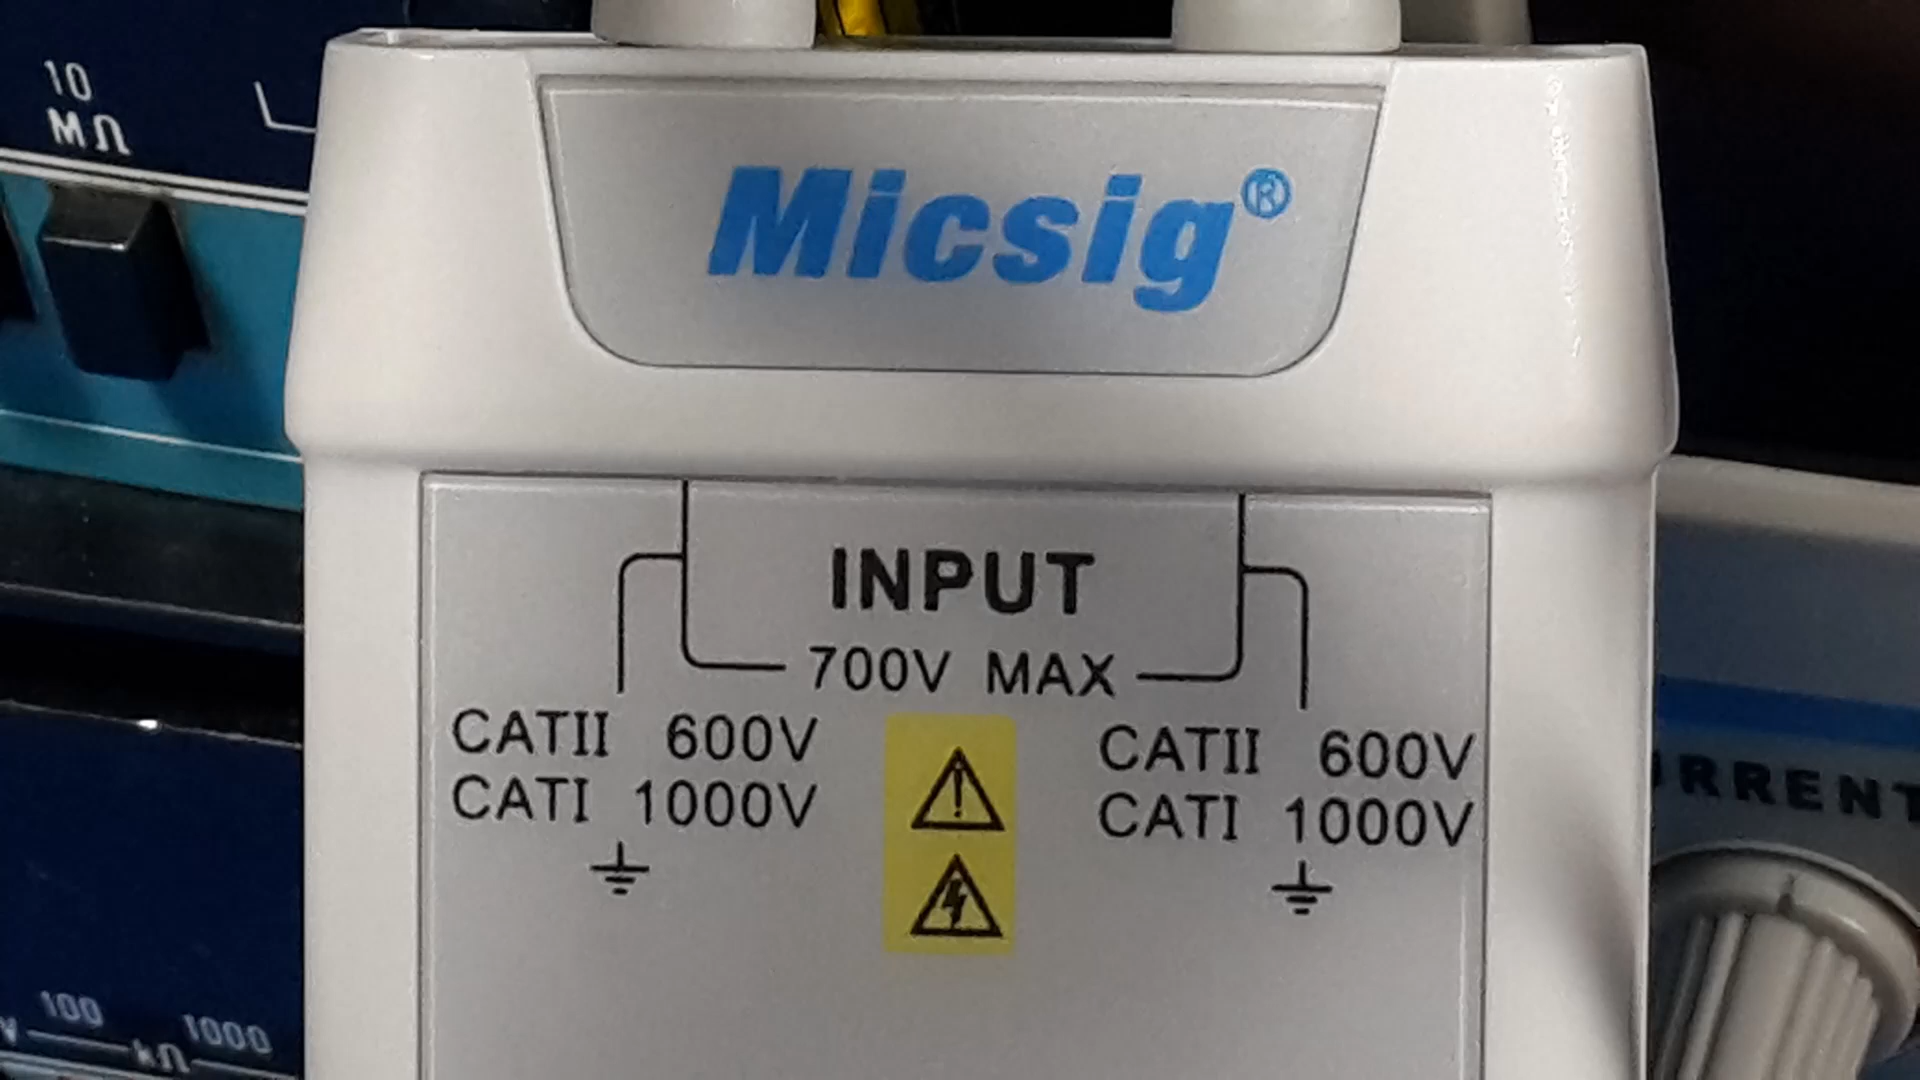 10
MΩ
Micsig®
INPUT
700V MAX
CATII 600V
CATI 1000V
CATII 600V
CATI 1000V
RRENT
100
1000
kΩ